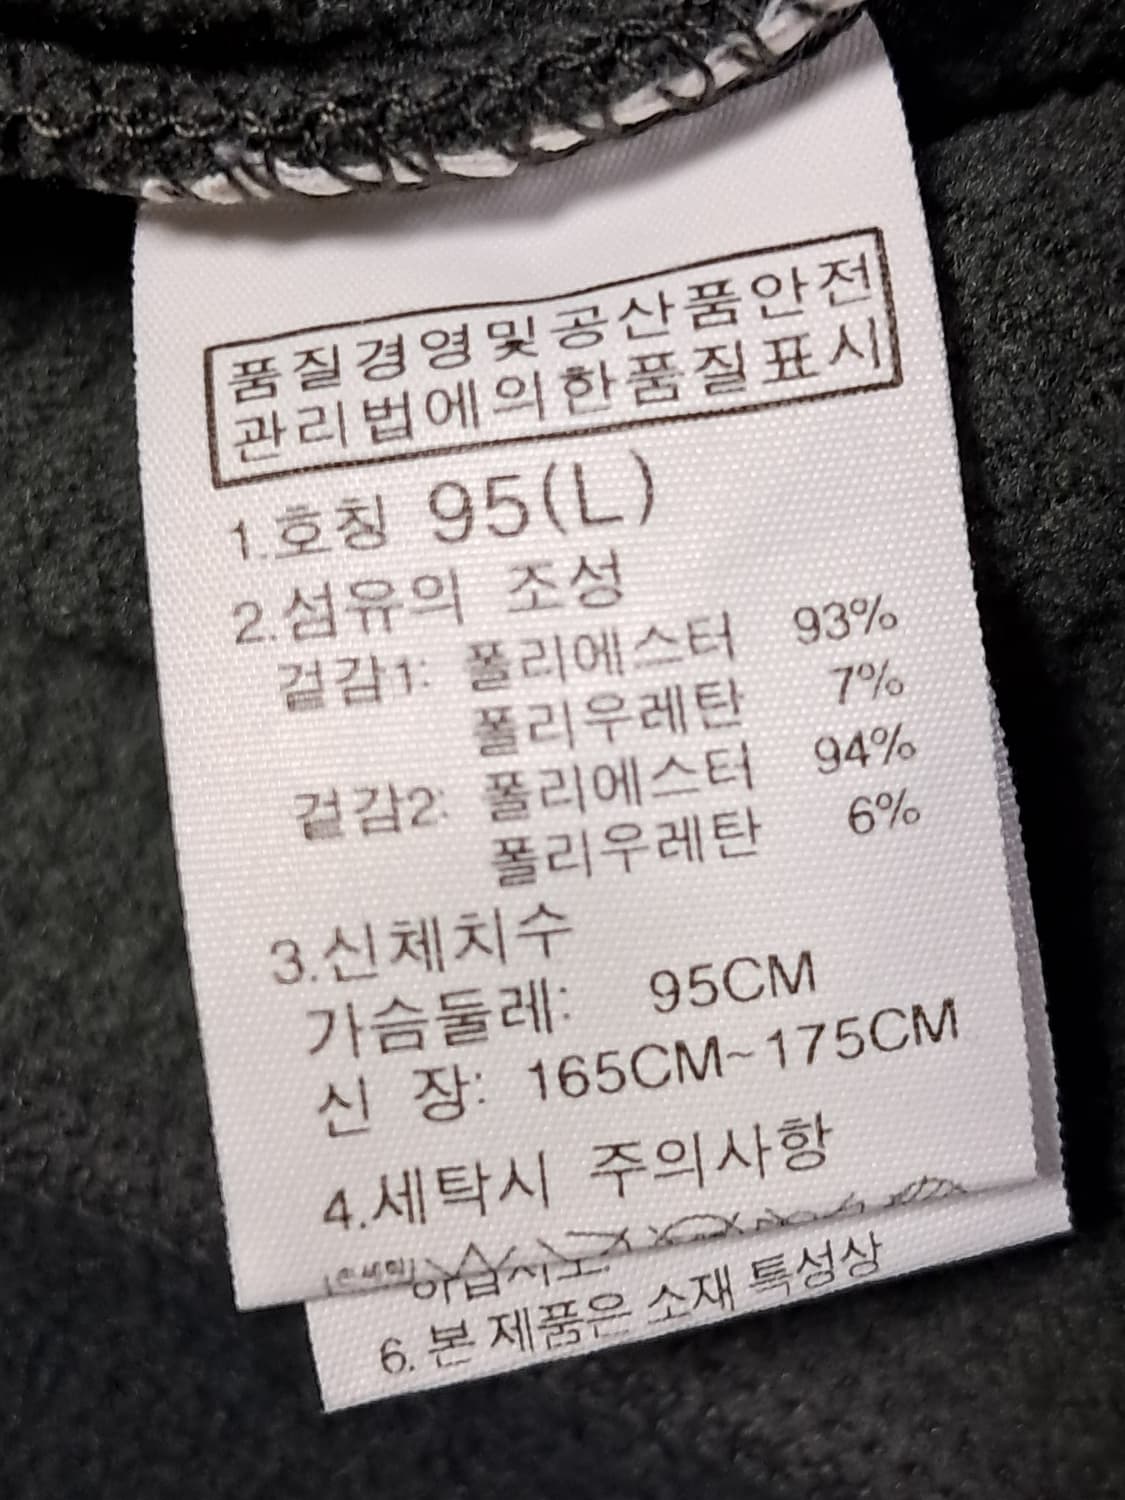 품질경영및공산품안전
관리법에의한품질표시
1.호칭 95(L)
2.섬유의 조성
겉감1: 폴리에스터 93%
폴리우레탄 7%
겉감2: 폴리에스터 94%
폴리우레탄 6%
3.신체치수
가슴둘레: 95CM
신 장: 165CM~175CM
4.세탁시 주의사항
6. 본 제품은 소재 특성상